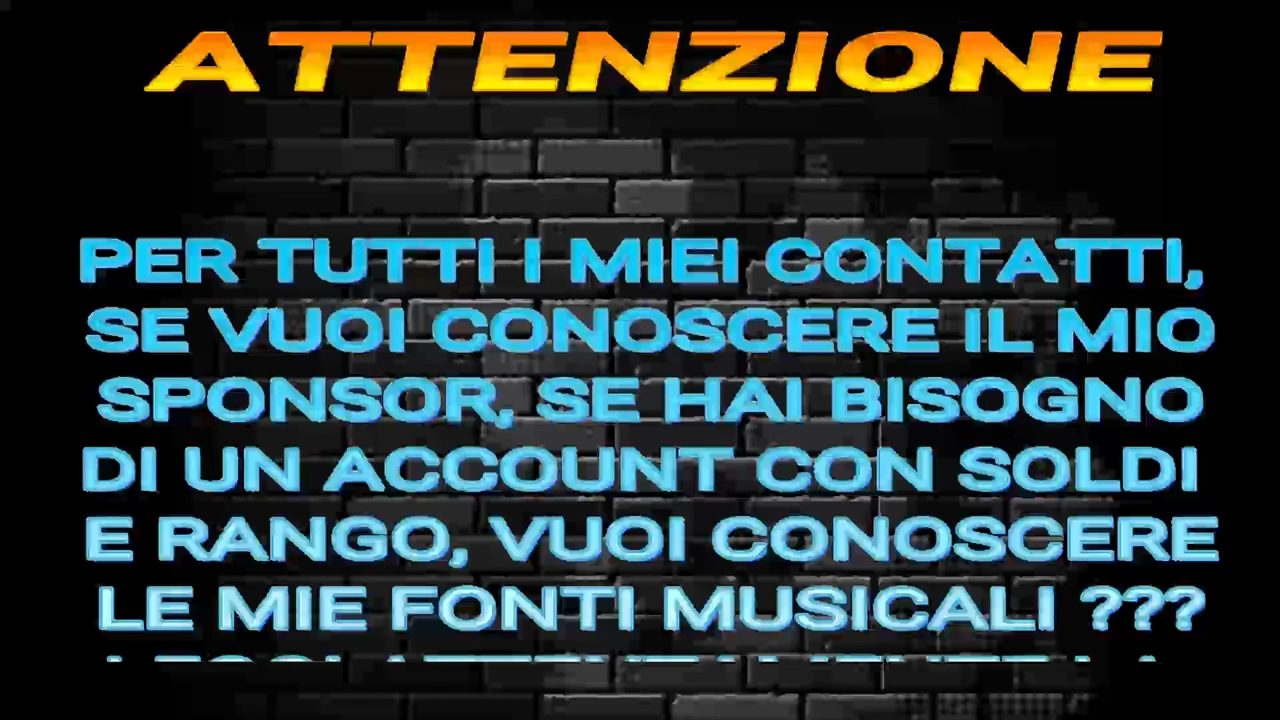 ATTENZIONE
PER TUTTI I MIEI CONTATTI,
SE VUOI CONOSCERE IL MIO
SPONSOR, SE HAI BISOGNO
DI UN ACCOUNT CON SOLDI
E RANGO, VUOI CONOSCERE
LE MIE FONTI MUSICALI ???